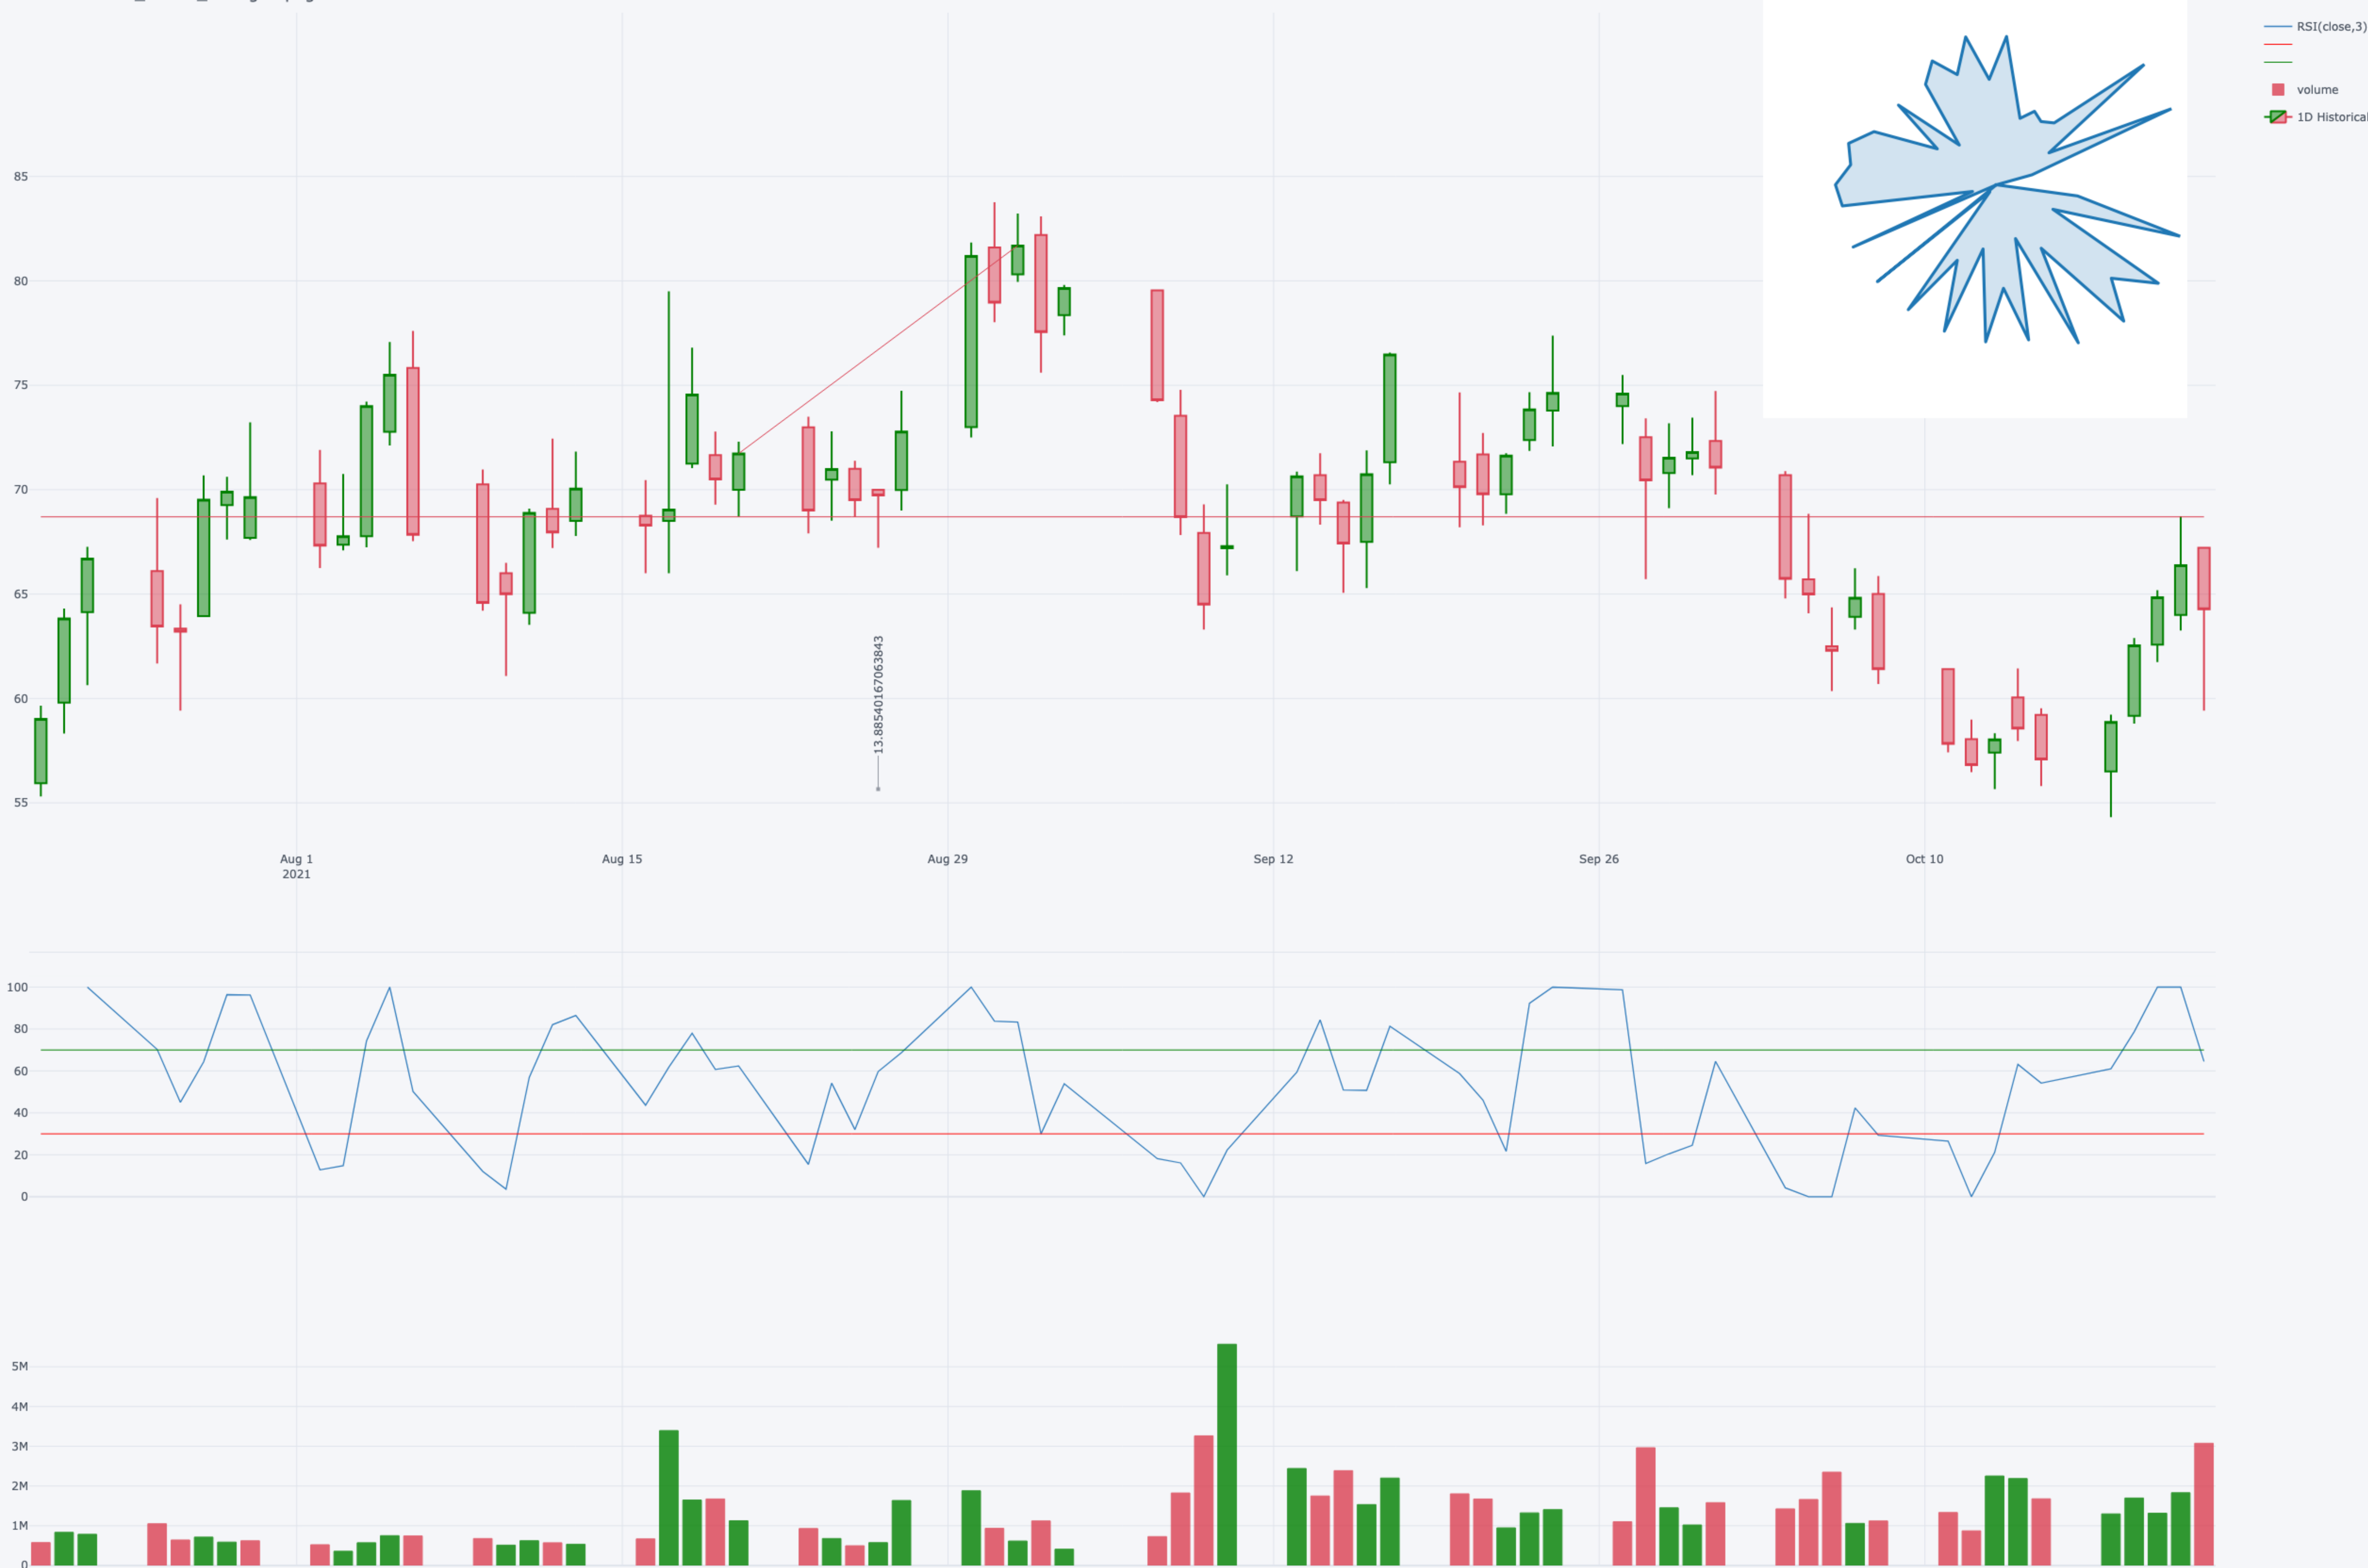 RSI(close,3)
volume
1D Historical
85
80
75
70
65
60
55
13.885401670638​43
Aug 1
2021
Aug 15
Aug 29
Sep 12
Sep 26
Oct 10
100
80
60
40
20
0
5M
4M
3M
2M
1M
0